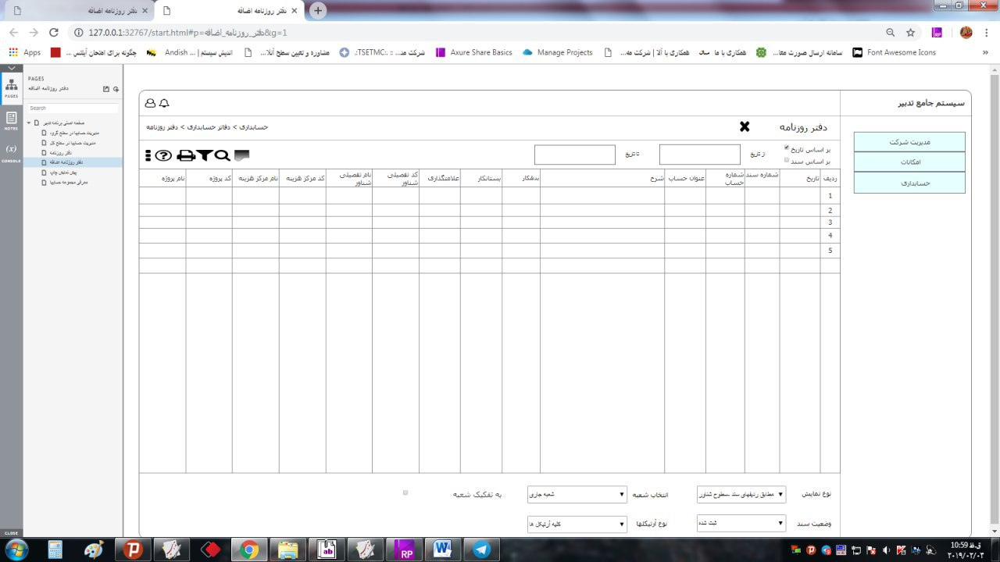 دفتر روزنامه اضافه
دفتر روزنامه اضافه
127.0.0.1:32767/start.html#p=دفتر_روزنامه_اضافه&g=1
Apps
چگونه برای امتحان آیلتس ...
Andish ... | اندیش سیستم
مشاوره و تعیین سطح آنلا...
.:TSETMC:. :: شرکت مد...
Axure Share Basics
Manage Projects
همکاری با آلا | شرکت مه...
همکاری با ما
سامانه ارسال صورت معا...
Font Awesome Icons
»
PAGES
دفتر روزنامه اضافه
Search
صفحه اصلی برنامه تدبیر
مدیریت حسابها در سطح گروه
مدیریت حسابها در سطح کل
دفتر روزنامه
دفتر روزنامه اضافه
پیش نمایش چاپ
معرفی مجموعه حسابها
PAGES
NOTES
(x)
CONSOLE
CLOSE
سیستم جامع تدبیر
مدیریت شرکت
امکانات
حسابداری
دفتر روزنامه
حسابداری > دفاتر حسابداری > دفتر روزنامه
بر اساس تاریخ
بر اساس سند
از تاریخ
تا تاریخ
ردیف
تاریخ
شماره سند
شماره حساب
عنوان حساب
شرح
بدهکار
بستانکار
علامتگذاری
کد تفصیلی شناور
نام تفصیلی شناور
کد مرکز هزینه
نام مرکز هزینه
کد پروژه
نام پروژه
1
2
3
4
5
نوع نمایش
مطابق ردیفهای سند سطوح شناور
انتخاب شعبه
شعبه جاری
به تفکیک شعبه
وضعیت سند
ثبت شده
نوع آرتیکلها
کلیه آرتیکل ها
RP
ab
W
EN
10:59 ق.ظ
۲۰۱۹/۰۲/۰۳